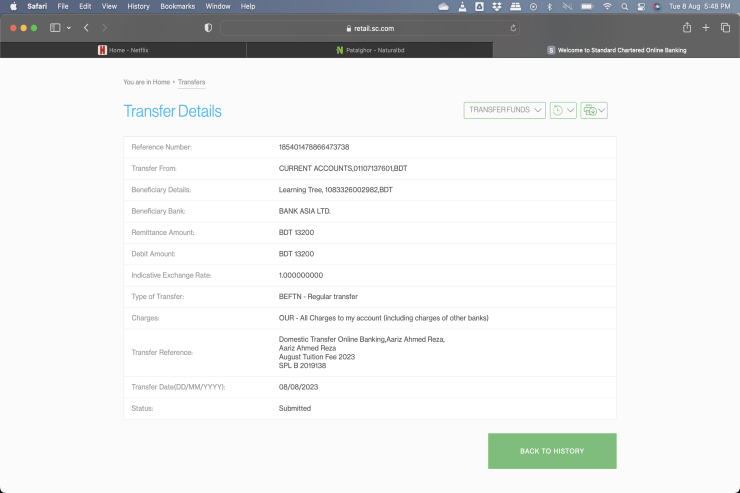 Safari File Edit View History Bookmarks Window Help Tue 8 Aug 5:48 PM
retail.sc.com
Home - Netflix
Patalghor - Naturalbd
S Welcome to Standard Chartered Online Banking
You are in Home Transfers
Transfer Details
TRANSFER FUNDS
Reference Number: 185401478866473738
Transfer From: CURRENT ACCOUNTS,01107137601,BDT
Beneficiary Details: Learning Tree, 1083326002982,BDT
Beneficiary Bank: BANK ASIA LTD.
Remittance Amount: BDT 13200
Debit Amount: BDT 13200
Indicative Exchange Rate: 1.000000000
Type of Transfer: BEFTN - Regular transfer
Charges: OUR - All Charges to my account (including charges of other banks)
Transfer Reference: Domestic Transfer Online Banking,Aariz Ahmed Reza,
Aariz Ahmed Reza
August Tuition Fee 2023
SPL B 2019138
Transfer Date(DD/MM/YYYY): 08/08/2023
Status: Submitted
BACK TO HISTORY